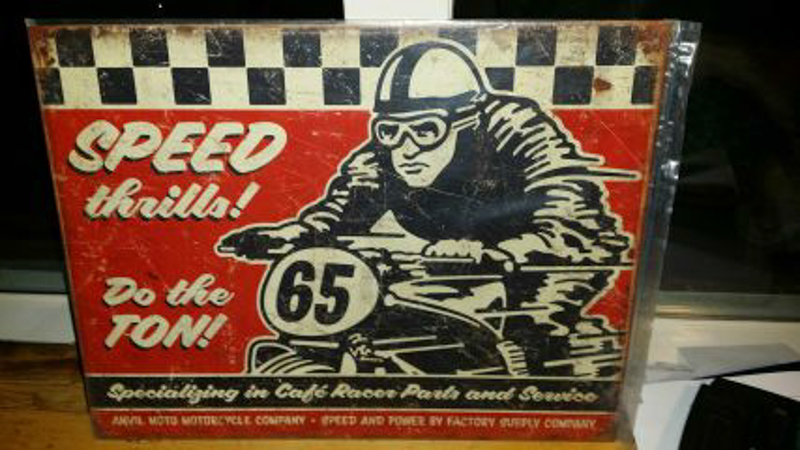 SPEED
thrills!
Do the
TON!
65
Specializing in Café Racer Parts and Service
ANVIL MOTO MOTORCYCLE COMPANY • SPEED AND POWER BY FACTORY SUPPLY COMPANY